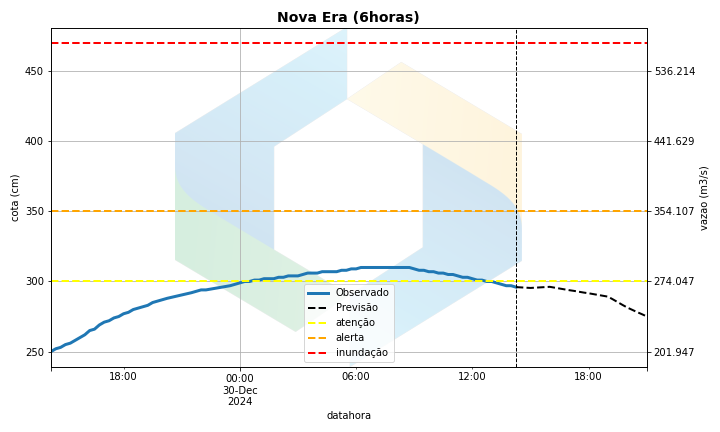 Nova Era (6horas)
450
400
350
300
250
cota (cm)
536.214
441.629
354.107
274.047
201.947
vazao (m3/s)
Observado
Previsão
atenção
alerta
inundação
18:00
00:00
30-Dec
2024
06:00
12:00
18:00
datahora